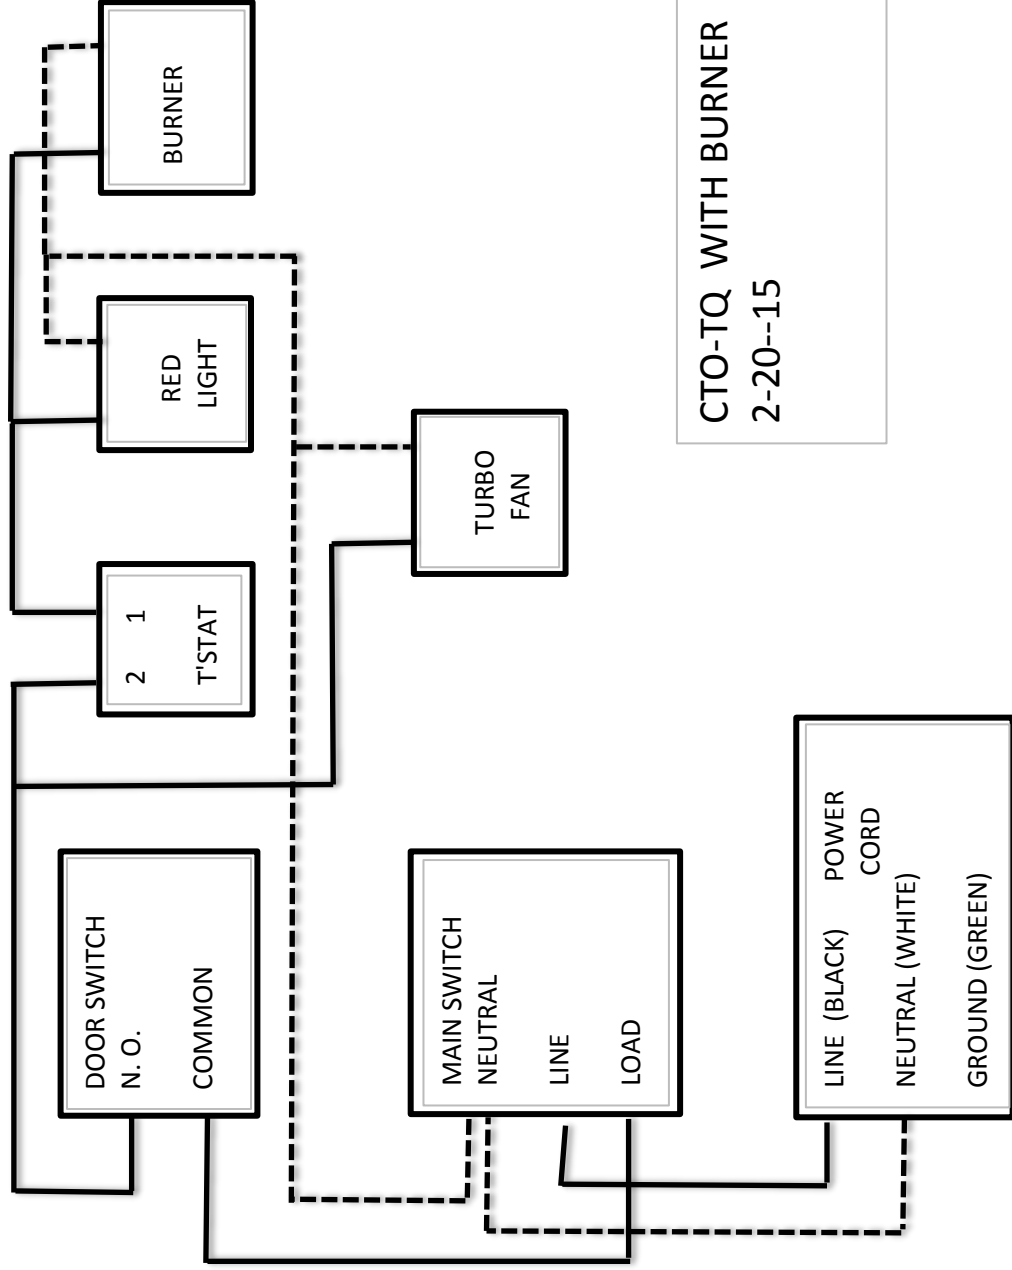 DOOR SWITCH
N. O.
COMMON
2 1
T'STAT
RED
LIGHT
BURNER
MAIN SWITCH
NEUTRAL
LINE
LOAD
TURBO
FAN
LINE (BLACK) POWER
CORD
NEUTRAL (WHITE)
GROUND (GREEN)
CTO-TQ WITH BURNER
2-20--15